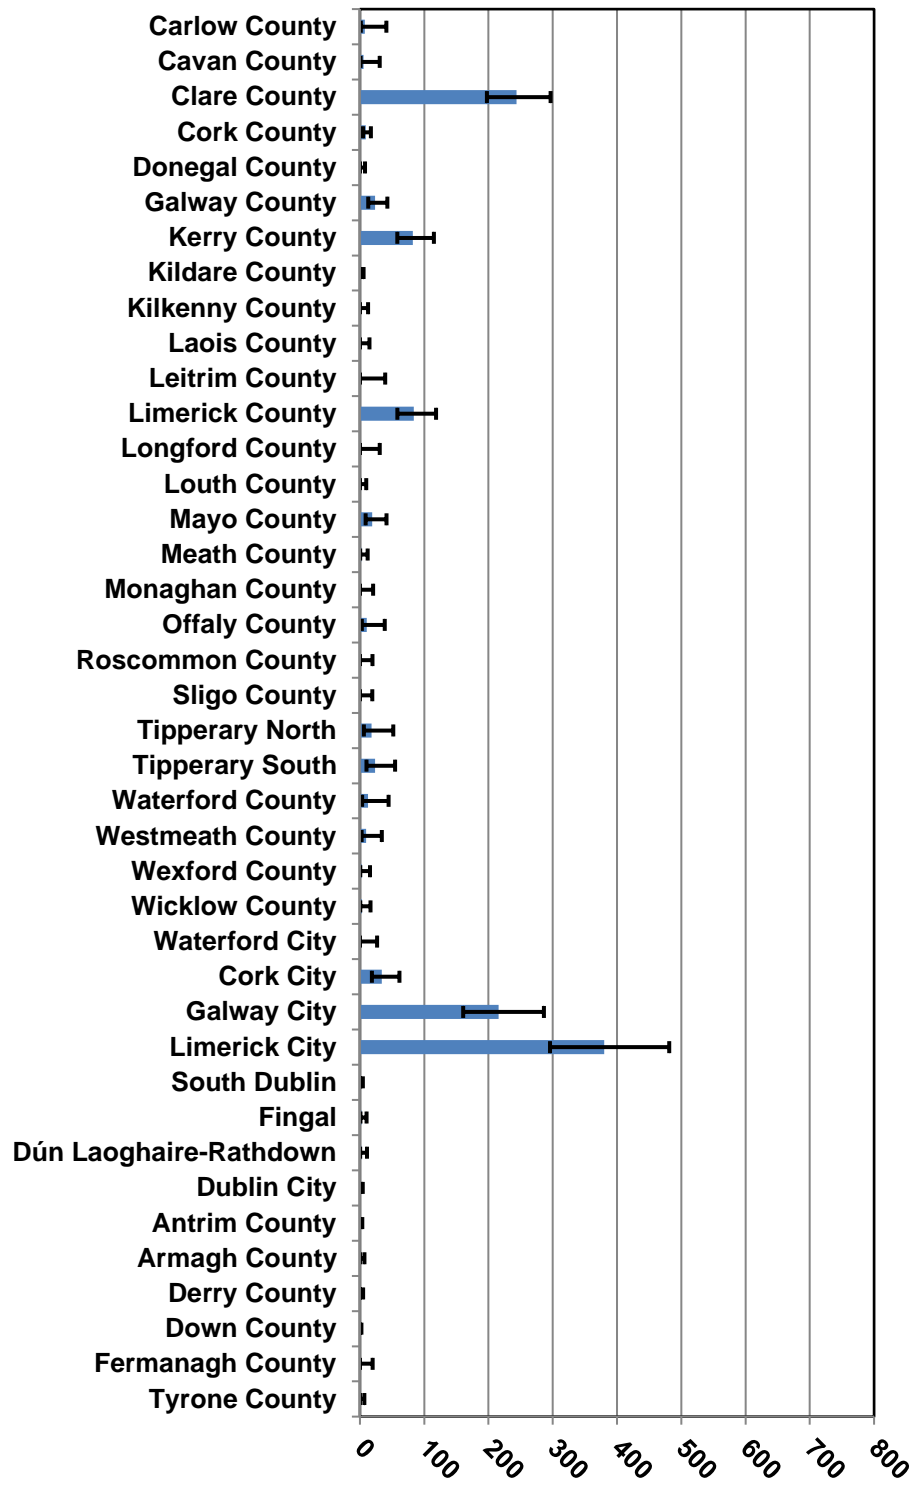 Carlow County
Cavan County
Clare County
Cork County
Donegal County
Galway County
Kerry County
Kildare County
Kilkenny County
Laois County
Leitrim County
Limerick County
Longford County
Louth County
Mayo County
Meath County
Monaghan County
Offaly County
Roscommon County
Sligo County
Tipperary North
Tipperary South
Waterford County
Westmeath County
Wexford County
Wicklow County
Waterford City
Cork City
Galway City
Limerick City
South Dublin
Fingal
Dún Laoghaire-Rathdown
Dublin City
Antrim County
Armagh County
Derry County
Down County
Fermanagh County
Tyrone County
0 100 200 300 400 500 600 700 800